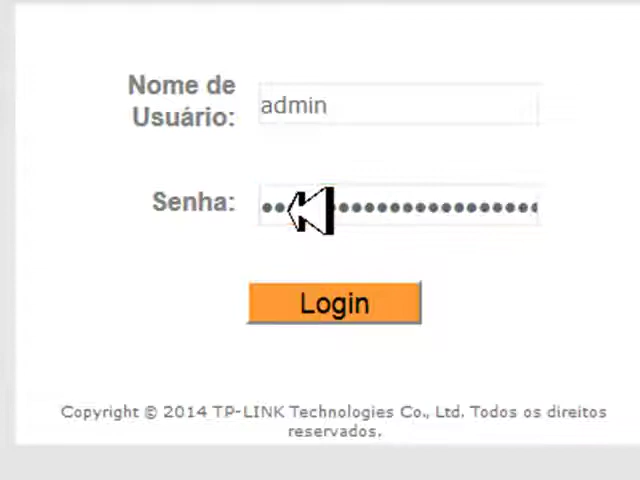 Nome de
Usuário:
admin
Senha:
Login
Copyright © 2014 TP-LINK Technologies Co., Ltd. Todos os direitos
reservados.